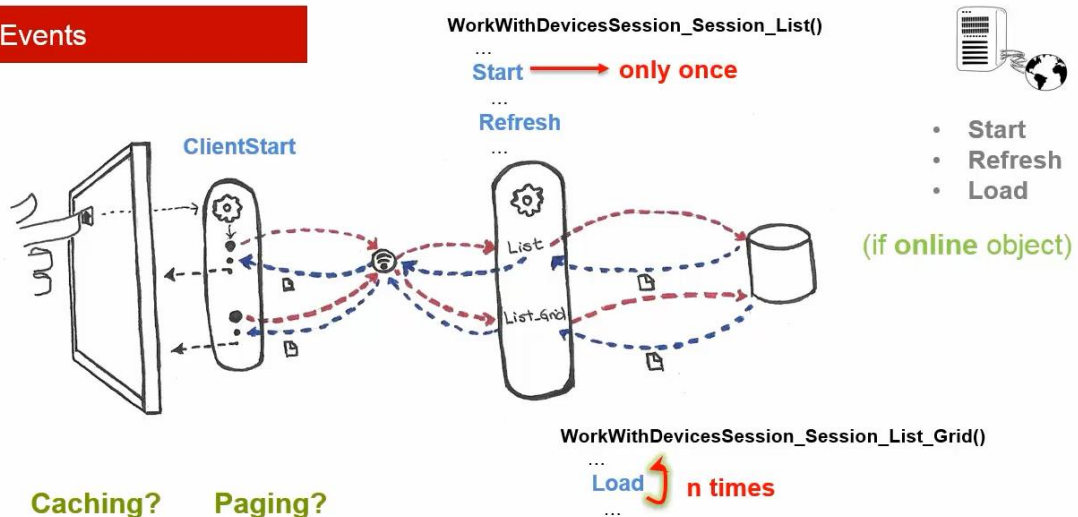 Events
WorkWithDevicesSession_Session_List()
...
Start
only once
...
Refresh
...
ClientStart
• Start
• Refresh
• Load
(if online object)
List
List_Grid
WorkWithDevicesSession_Session_List_Grid()
...
Load
n times
...
Caching?
Paging?